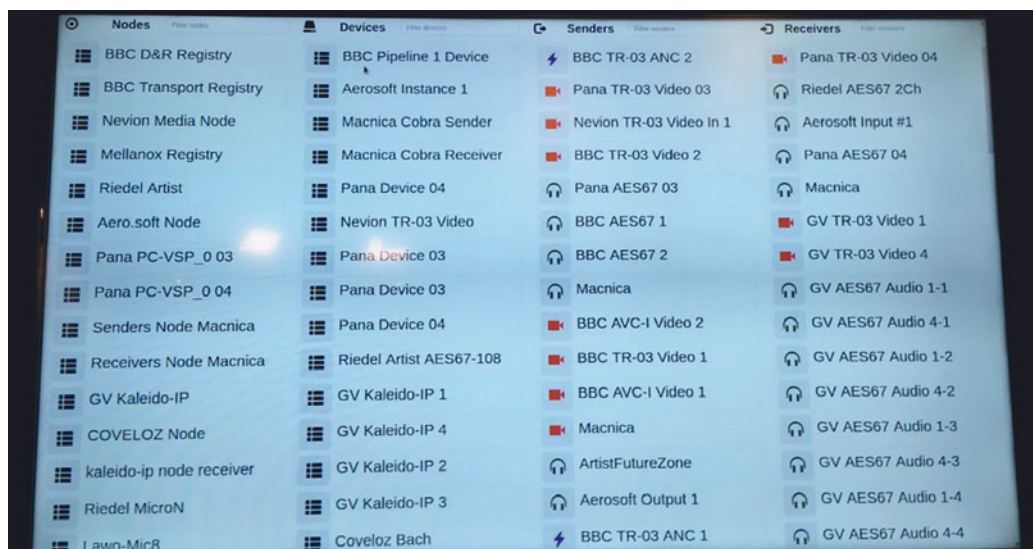 Nodes Filter nodes
BBC D&R Registry
BBC Transport Registry
Nevion Media Node
Mellanox Registry
Riedel Artist
Aero.soft Node
Pana PC-VSP_0 03
Pana PC-VSP_0 04
Senders Node Macnica
Receivers Node Macnica
GV Kaleido-IP
COVELOZ Node
kaleido-ip node receiver
Riedel MicroN
Lawo-Mic8
Devices Filter devices
BBC Pipeline 1 Device
Aerosoft Instance 1
Macnica Cobra Sender
Macnica Cobra Receiver
Pana Device 04
Nevion TR-03 Video
Pana Device 03
Pana Device 03
Pana Device 04
Riedel Artist AES67-108
GV Kaleido-IP 1
GV Kaleido-IP 4
GV Kaleido-IP 2
GV Kaleido-IP 3
Coveloz Bach
Senders Filter senders
BBC TR-03 ANC 2
Pana TR-03 Video 03
Nevion TR-03 Video In 1
BBC TR-03 Video 2
Pana AES67 03
BBC AES67 1
BBC AES67 2
Macnica
BBC AVC-I Video 2
BBC TR-03 Video 1
BBC AVC-I Video 1
Macnica
ArtistFutureZone
Aerosoft Output 1
BBC TR-03 ANC 1
Receivers Filter receivers
Pana TR-03 Video 04
Riedel AES67 2Ch
Aerosoft Input #1
Pana AES67 04
Macnica
GV TR-03 Video 1
GV TR-03 Video 4
GV AES67 Audio 1-1
GV AES67 Audio 4-1
GV AES67 Audio 1-2
GV AES67 Audio 4-2
GV AES67 Audio 1-3
GV AES67 Audio 4-3
GV AES67 Audio 1-4
GV AES67 Audio 4-4